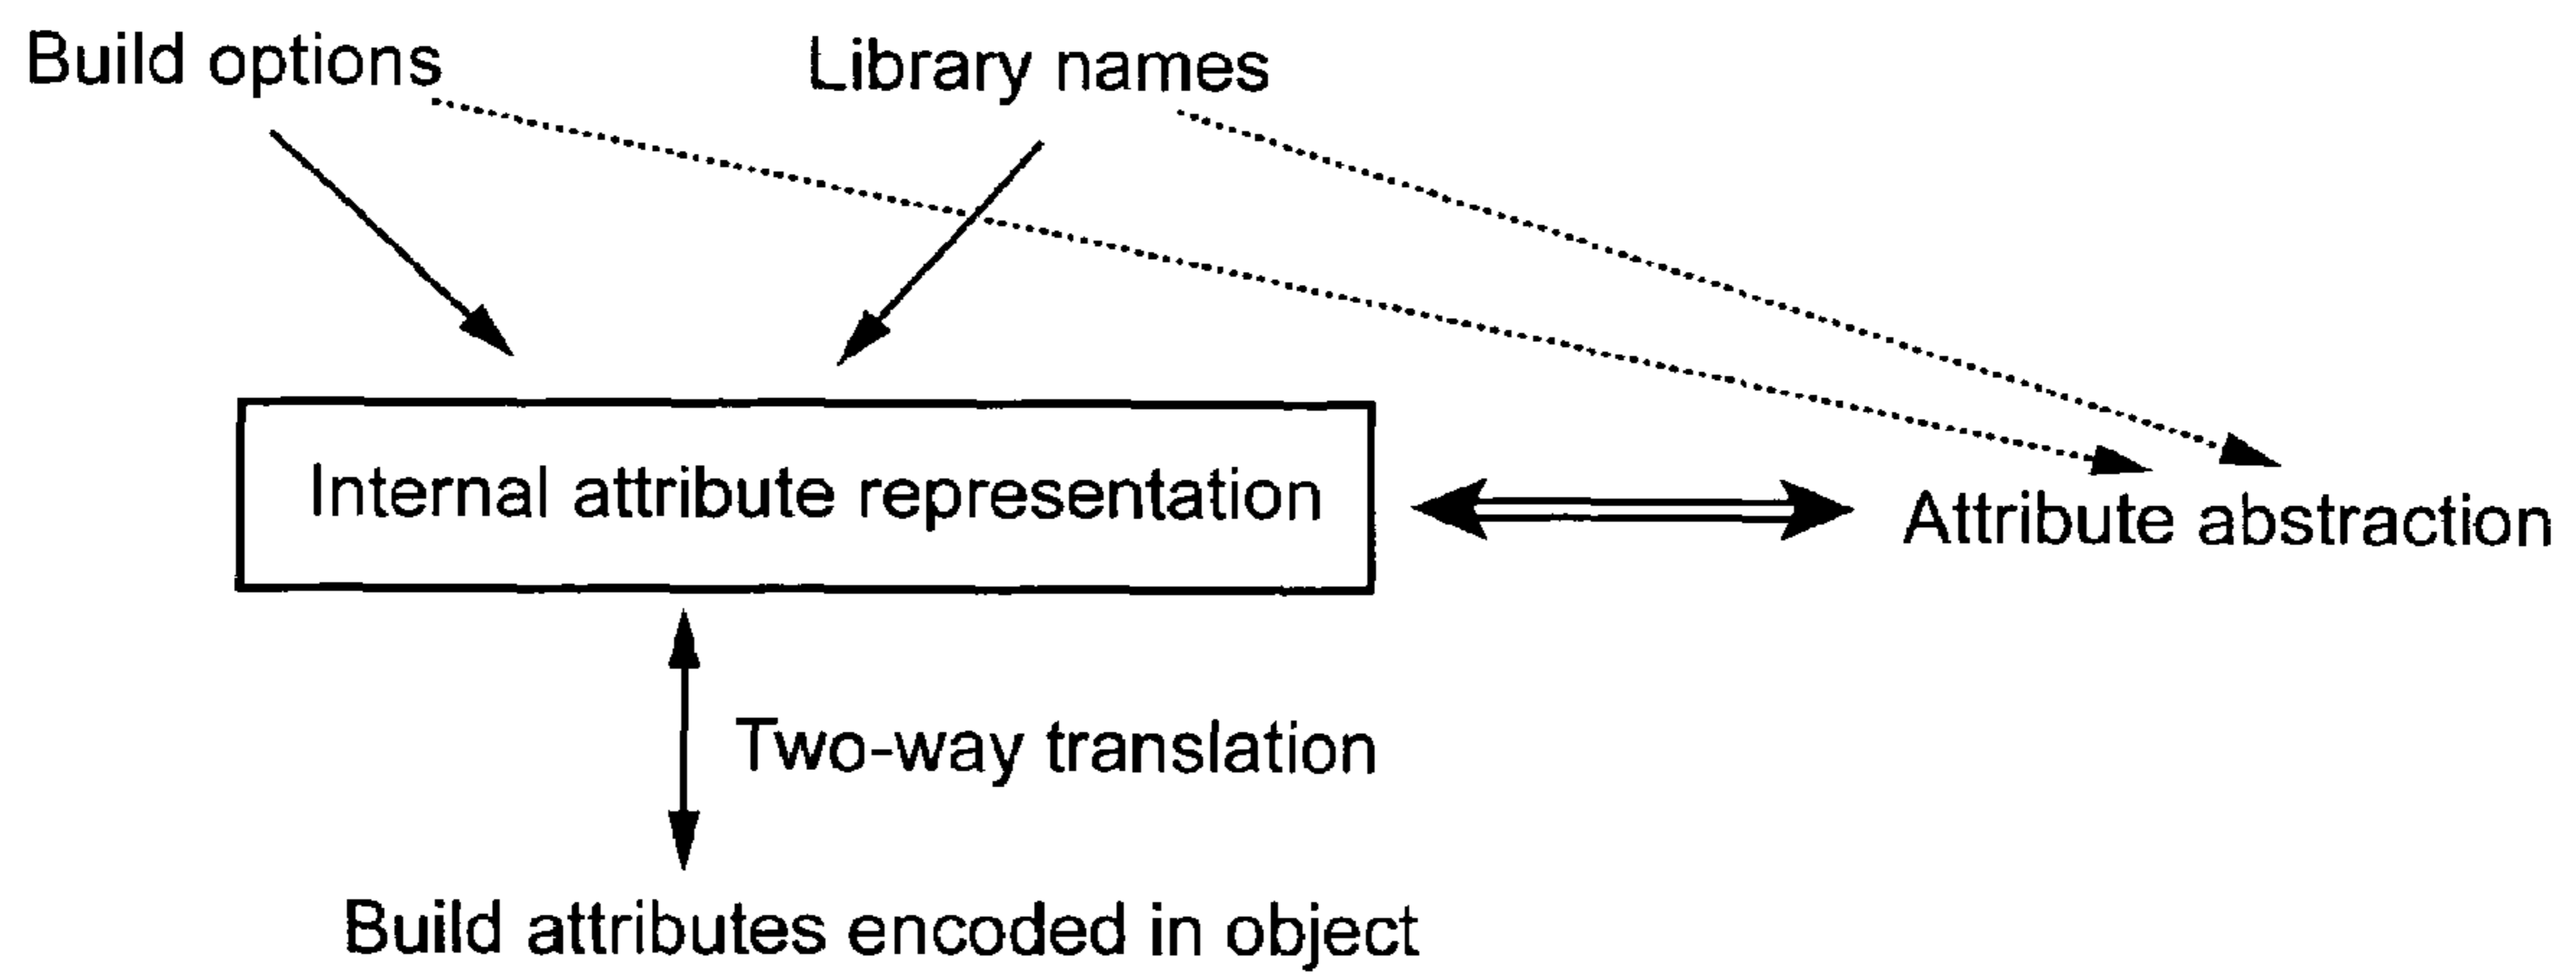 Build options
Library names
Internal attribute representation
Attribute abstraction
Two-way translation
Build attributes encoded in object